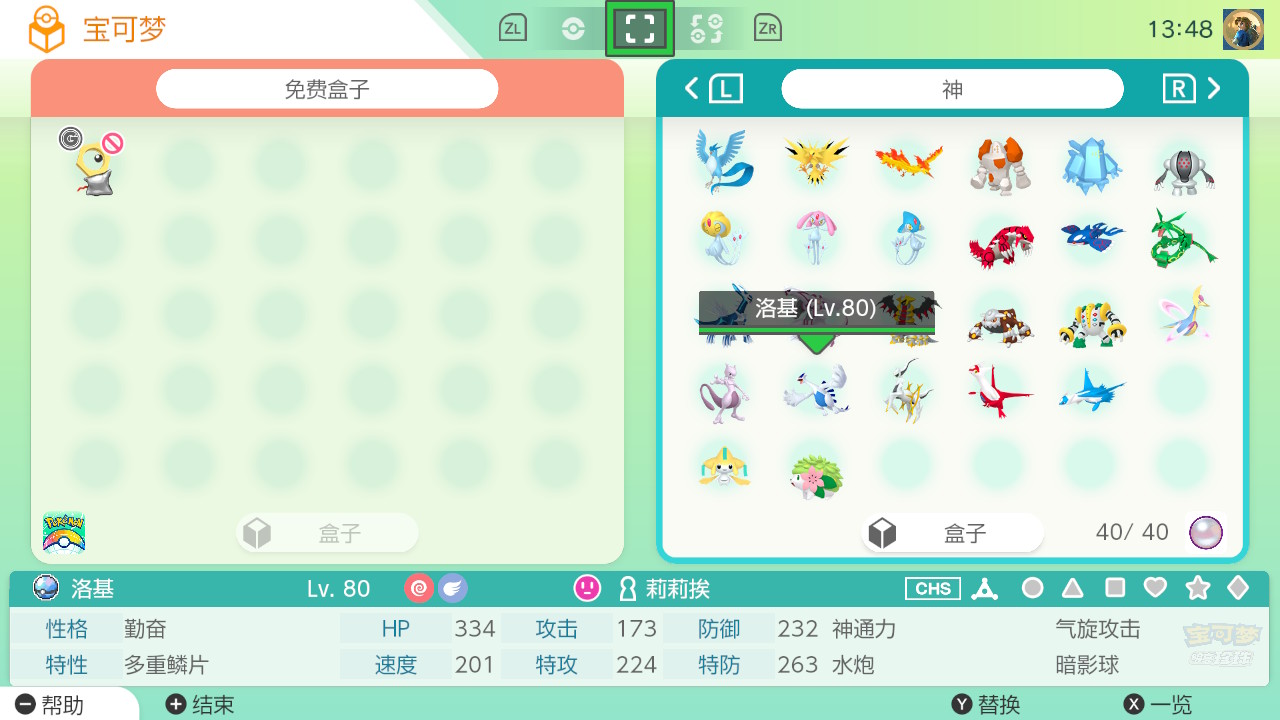 宝可梦
ZL
ZR
13:48
免费盒子
L
神
R
G
洛基 (Lv.80)
POKéMON
盒子
盒子
40/ 40
洛基
Lv. 80
莉莉挨
CHS
性格 勤奋
HP 334
攻击 173
防御 232
神通力
气旋攻击
特性 多重鳞片
速度 201
特攻 224
特防 263
水炮
暗影球
宝可梦
帮助
结束
Y 替换
X 一览